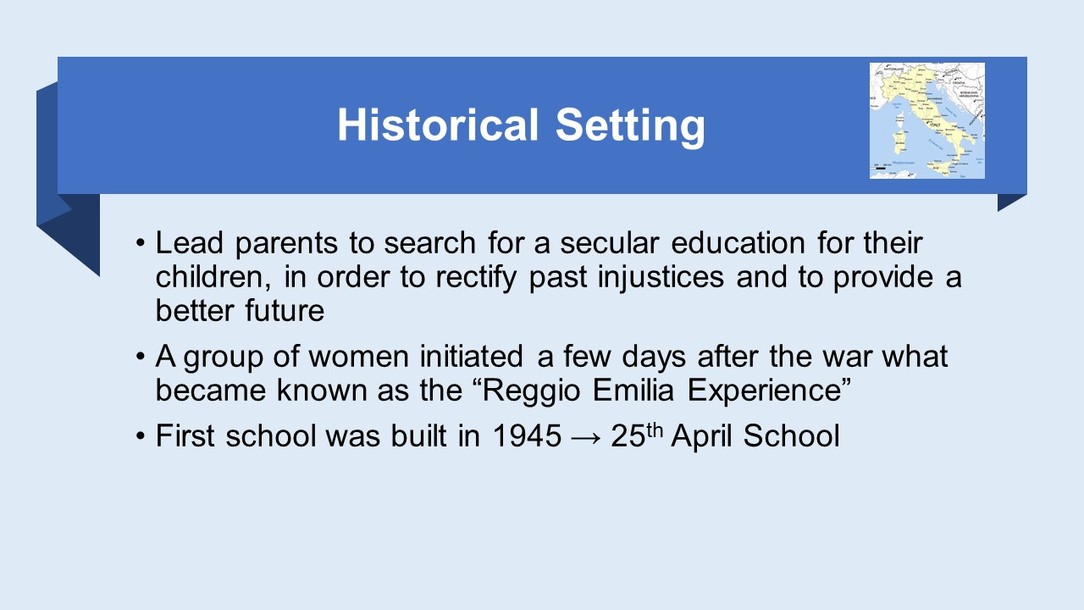 Historical Setting
• Lead parents to search for a secular education for their
children, in order to rectify past injustices and to provide a
better future
• A group of women initiated a few days after the war what
became known as the “Reggio Emilia Experience”
• First school was built in 1945 → 25th April School